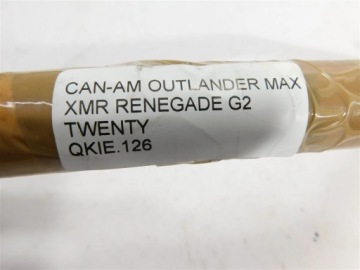 CAN-AM OUTLANDER MAX
XMR RENEGADE G2
TWENTY
QKIE.126